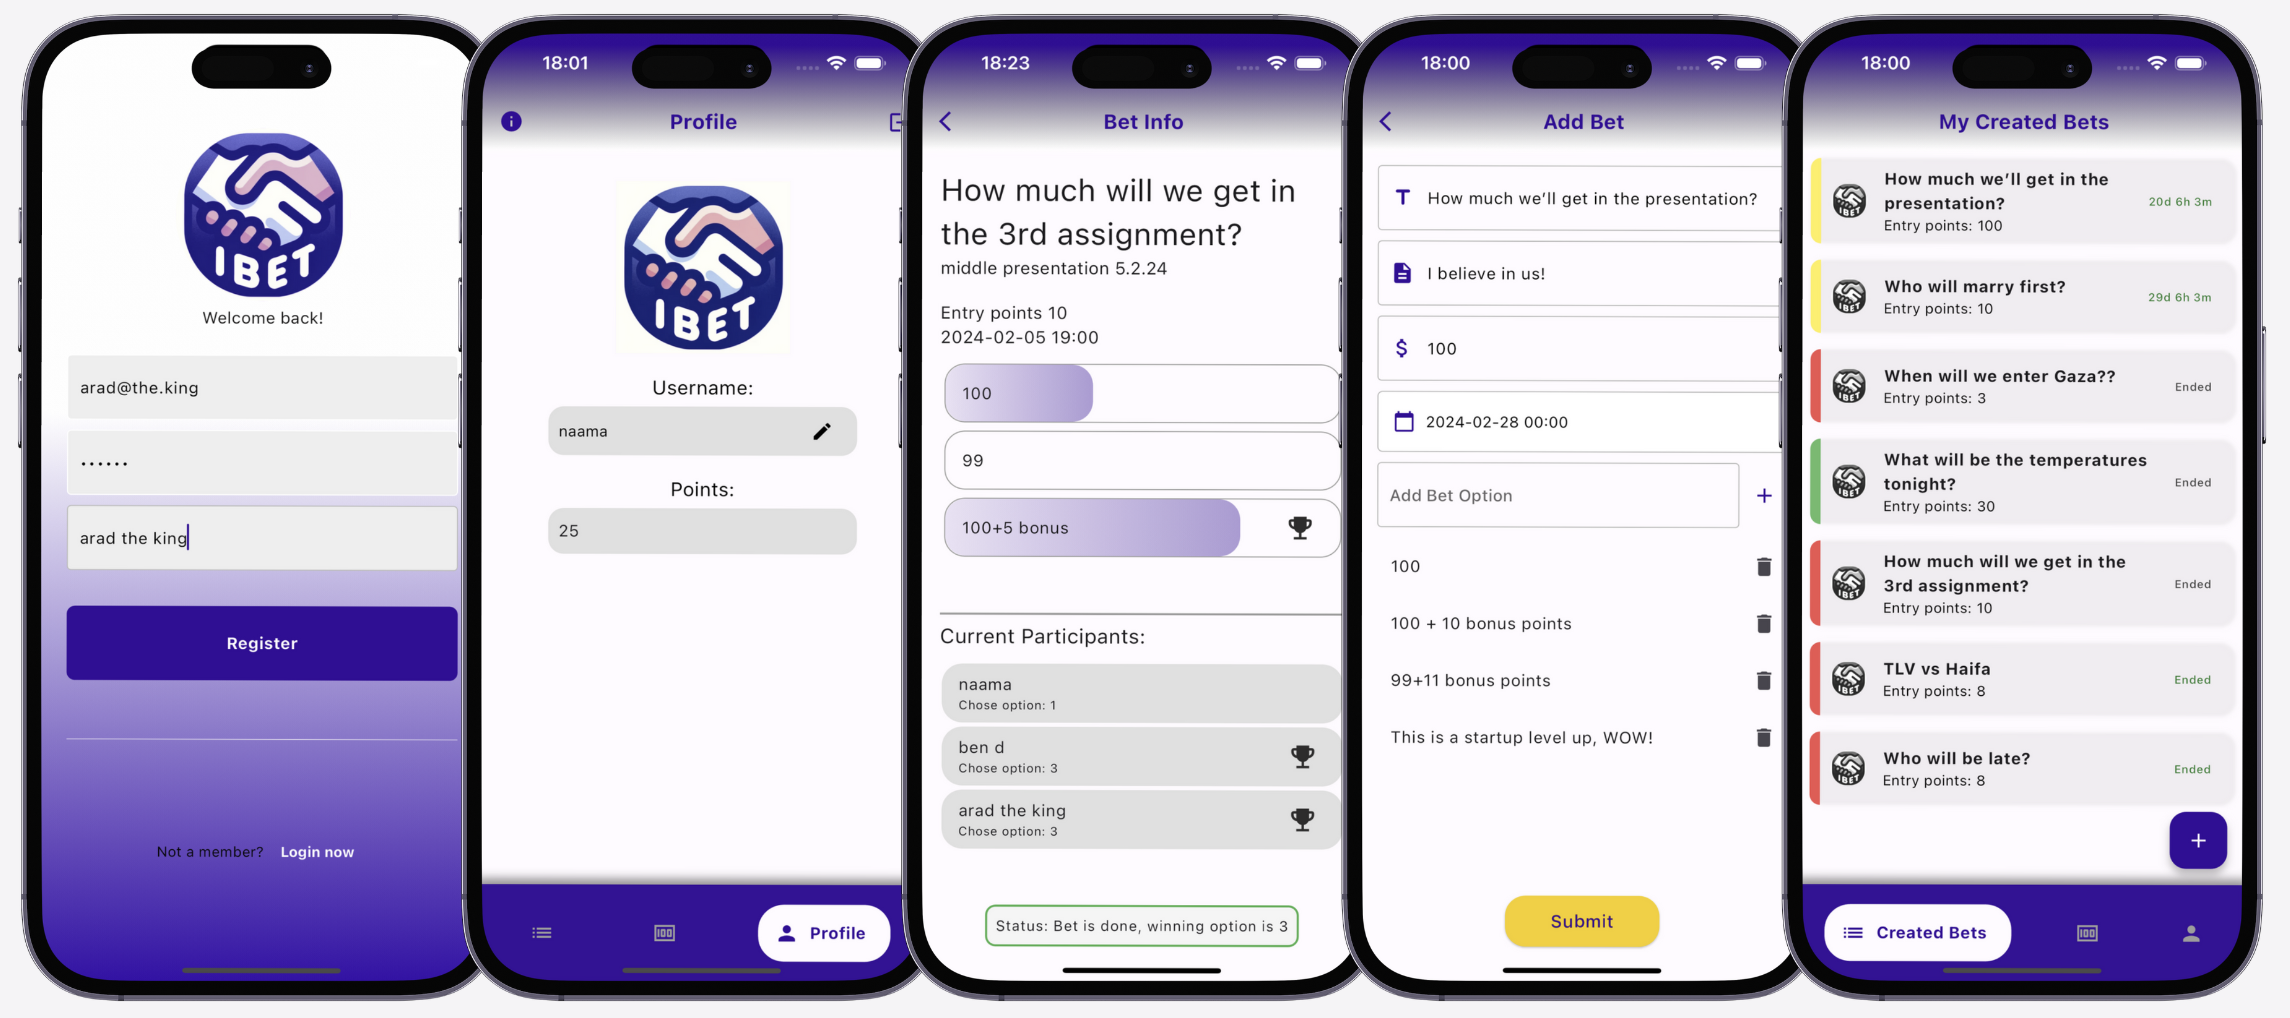 IBET
Welcome back!
arad@the.king
••••••
arad the king
Register
Not a member? Login now
18:01
Profile
IBET
Username:
naama
Points:
25
Profile
18:23
Bet Info
How much will we get in
the 3rd assignment?
middle presentation 5.2.24
Entry points 10
2024-02-05 19:00
100
99
100+5 bonus
Current Participants:
naama
Chose option: 1
ben d
Chose option: 3
arad the king
Chose option: 3
Status: Bet is done, winning option is 3
18:00
Add Bet
How much we’ll get in the presentation?
I believe in us!
$ 100
2024-02-28 00:00
Add Bet Option
100
100 + 10 bonus points
99+11 bonus points
This is a startup level up, WOW!
Submit
18:00
My Created Bets
IBET
How much we’ll get in the
presentation?
Entry points: 100
20d 6h 3m
IBET
Who will marry first?
Entry points: 10
29d 6h 3m
IBET
When will we enter Gaza??
Entry points: 3
Ended
IBET
What will be the temperatures
tonight?
Entry points: 30
Ended
IBET
How much will we get in the
3rd assignment?
Entry points: 10
Ended
IBET
TLV vs Haifa
Entry points: 8
Ended
IBET
Who will be late?
Entry points: 8
Ended
+
Created Bets